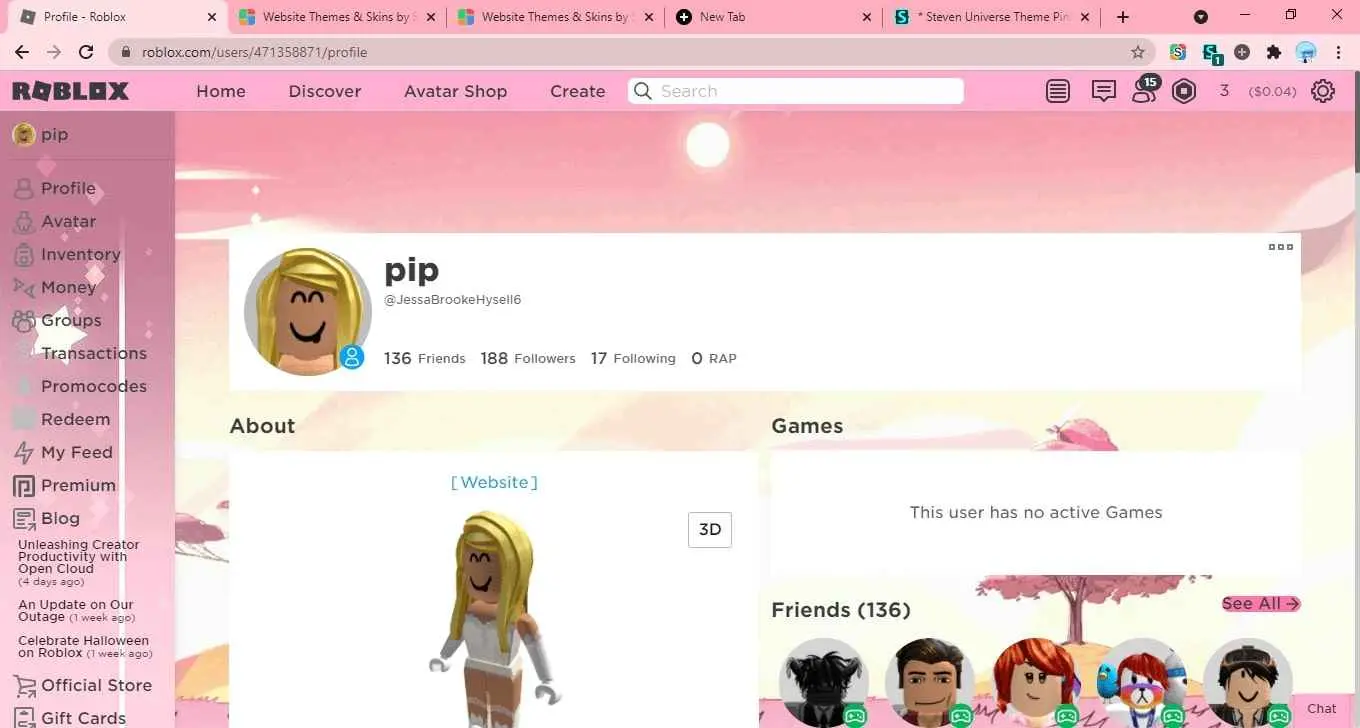 Profile - Roblox
Website Themes & Skins by S
Website Themes & Skins by S
New Tab
* Steven Universe Theme Pin
roblox.com/users/471358871/profile
1
ROBLOX
Home
Discover
Avatar Shop
Create
Search
15
3
($0.04)
pip
Profile
Avatar
Inventory
Money
Groups
Transactions
Promocodes
Redeem
My Feed
Premium
Blog
Unleashing Creator
Productivity with
Open Cloud
(4 days ago)
An Update on Our
Outage (1 week ago)
Celebrate Halloween
on Roblox (1 week ago)
Official Store
Gift Cards
pip
@JessaBrookeHysell6
136 Friends 188 Followers 17 Following 0 RAP
About
[Website]
3D
Games
This user has no active Games
Friends (136)
See All →
Chat